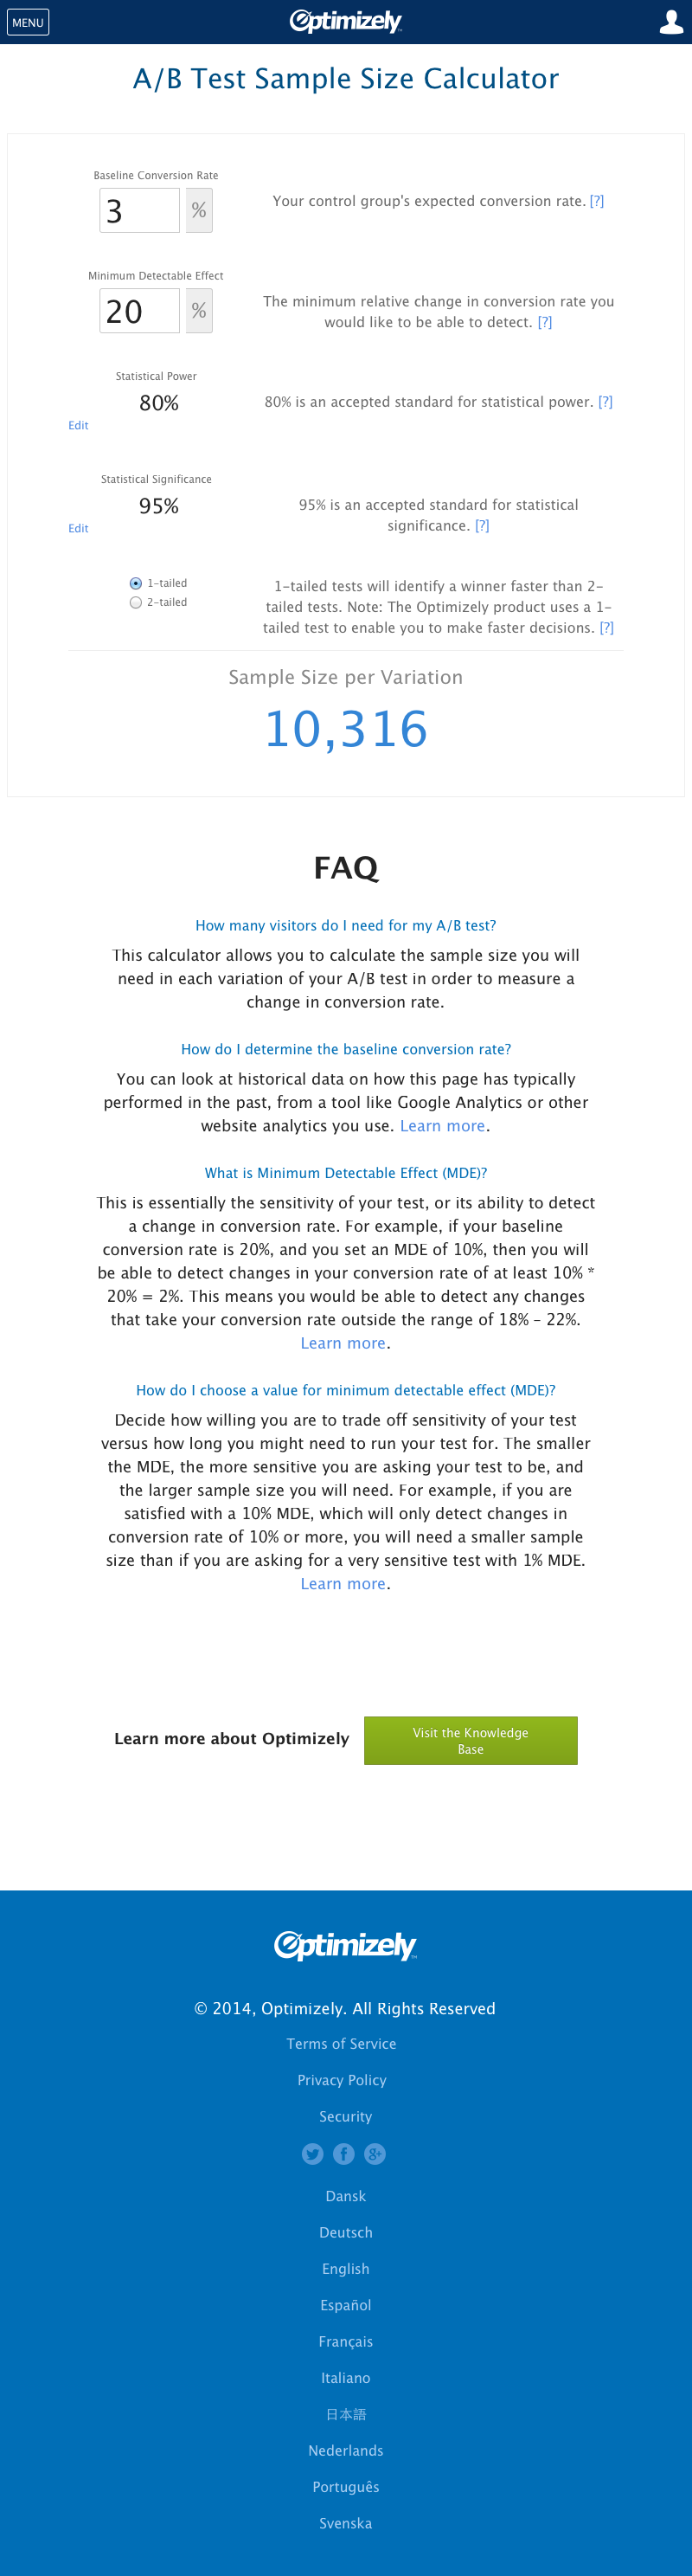 MENU
Optimizely
A/B Test Sample Size Calculator
Baseline Conversion Rate
3 %
Your control group's expected conversion rate. [?]
Minimum Detectable Effect
20 %
The minimum relative change in conversion rate you
would like to be able to detect. [?]
Statistical Power
80%
Edit
80% is an accepted standard for statistical power. [?]
Statistical Significance
95%
Edit
95% is an accepted standard for statistical
significance. [?]
1-tailed
2-tailed
1-tailed tests will identify a winner faster than 2-
tailed tests. Note: The Optimizely product uses a 1-
tailed test to enable you to make faster decisions. [?]
Sample Size per Variation
10,316
FAQ
How many visitors do I need for my A/B test?
This calculator allows you to calculate the sample size you will
need in each variation of your A/B test in order to measure a
change in conversion rate.
How do I determine the baseline conversion rate?
You can look at historical data on how this page has typically
performed in the past, from a tool like Google Analytics or other
website analytics you use. Learn more.
What is Minimum Detectable Effect (MDE)?
This is essentially the sensitivity of your test, or its ability to detect
a change in conversion rate. For example, if your baseline
conversion rate is 20%, and you set an MDE of 10%, then you will
be able to detect changes in your conversion rate of at least 10% *
20% = 2%. This means you would be able to detect any changes
that take your conversion rate outside the range of 18% – 22%.
Learn more.
How do I choose a value for minimum detectable effect (MDE)?
Decide how willing you are to trade off sensitivity of your test
versus how long you might need to run your test for. The smaller
the MDE, the more sensitive you are asking your test to be, and
the larger sample size you will need. For example, if you are
satisfied with a 10% MDE, which will only detect changes in
conversion rate of 10% or more, you will need a smaller sample
size than if you are asking for a very sensitive test with 1% MDE.
Learn more.
Learn more about Optimizely
Visit the Knowledge
Base
Optimizely
© 2014, Optimizely. All Rights Reserved
Terms of Service
Privacy Policy
Security
Dansk
Deutsch
English
Español
Français
Italiano
日本語
Nederlands
Português
Svenska